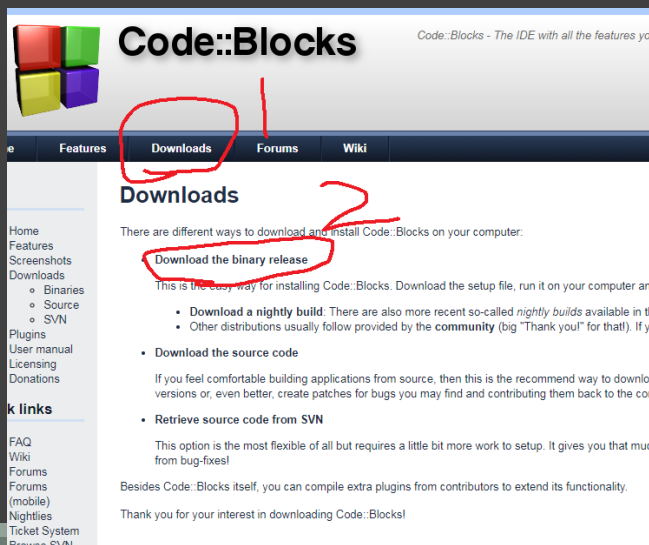 Code::Blocks
Code::Blocks - The IDE with all the features yo
1
e Features Downloads Forums Wiki
Downloads
2
There are different ways to download and install Code::Blocks on your computer:
Home
Features
Screenshots
Downloads
Binaries
Source
SVN
Plugins
User manual
Licensing
Donations
k links
FAQ
Wiki
Forums
Forums
(mobile)
Nightlies
Ticket System
Browse SVN
Download the binary release
This is the easy way for installing Code::Blocks. Download the setup file, run it on your computer an
Download a nightly build: There are also more recent so-called nightly builds available in t
Other distributions usually follow provided by the community (big "Thank you!" for that!). If y
Download the source code
If you feel comfortable building applications from source, then this is the recommend way to downlo
versions or, even better, create patches for bugs you may find and contributing them back to the co
Retrieve source code from SVN
This option is the most flexible of all but requires a little bit more work to setup. It gives you that muc
from bug-fixes!
Besides Code::Blocks itself, you can compile extra plugins from contributors to extend its functionality.
Thank you for your interest in downloading Code::Blocks!